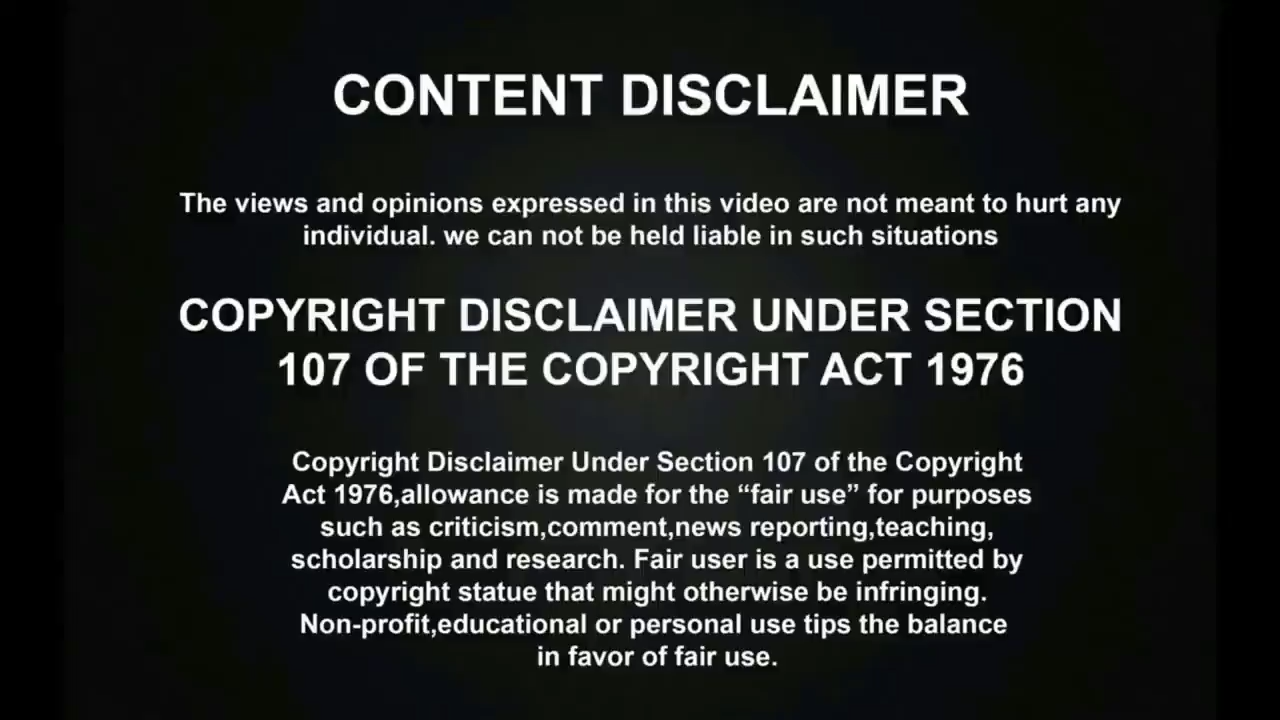 CONTENT DISCLAIMER
The views and opinions expressed in this video are not meant to hurt any
individual. we can not be held liable in such situations
COPYRIGHT DISCLAIMER UNDER SECTION
107 OF THE COPYRIGHT ACT 1976
Copyright Disclaimer Under Section 107 of the Copyright
Act 1976,allowance is made for the “fair use” for purposes
such as criticism,comment,news reporting,teaching,
scholarship and research. Fair user is a use permitted by
copyright statue that might otherwise be infringing.
Non-profit,educational or personal use tips the balance
in favor of fair use.